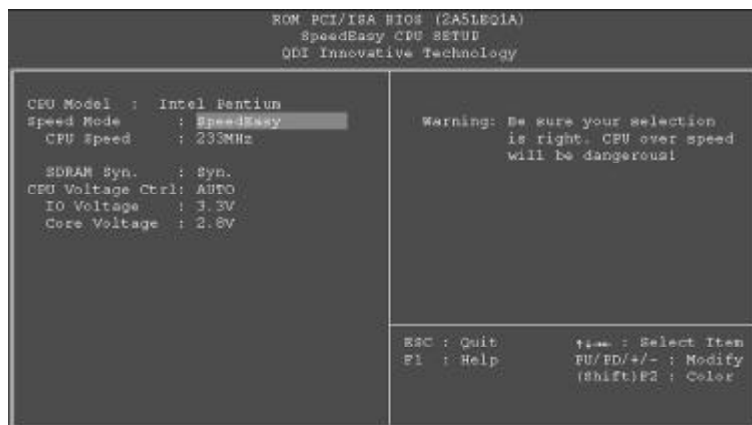 ROM PCI/ISA BIOS (2A5LEQ1A)
SpeedEasy CPU SETUP
QDI Innovative Technology
CPU Model : Intel Pentium
Speed Mode : SpeedEasy
CPU Speed : 233MHz
SDRAM Syn. : Syn.
CPU Voltage Ctrl: AUTO
IO Voltage : 3.3V
Core Voltage : 2.8V
Warning: Be sure your selection
is right. CPU over speed
will be dangerous!
ESC : Quit ↑↓→← : Select Item
F1 : Help PU/PD/+/- : Modify
(Shift)F2 : Color